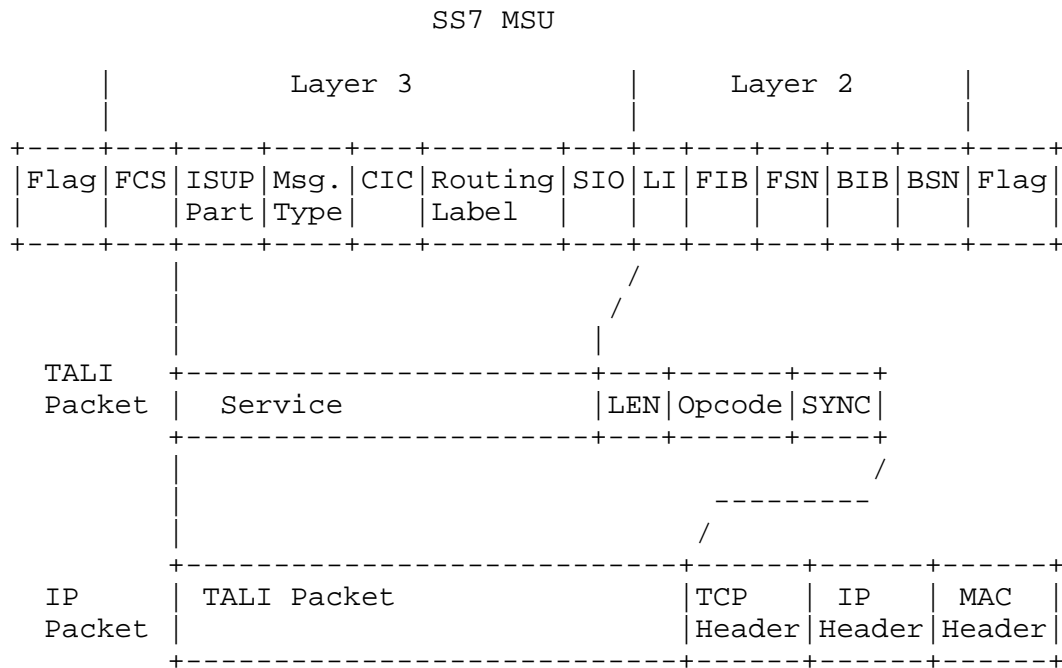 SS7 MSU
Layer 3 Layer 2
Flag FCS ISUP Msg. CIC Routing SIO LI FIB FSN BIB BSN Flag
Part Type Label
TALI
Packet Service LEN Opcode SYNC
IP TALI Packet TCP IP MAC
Packet Header Header Header